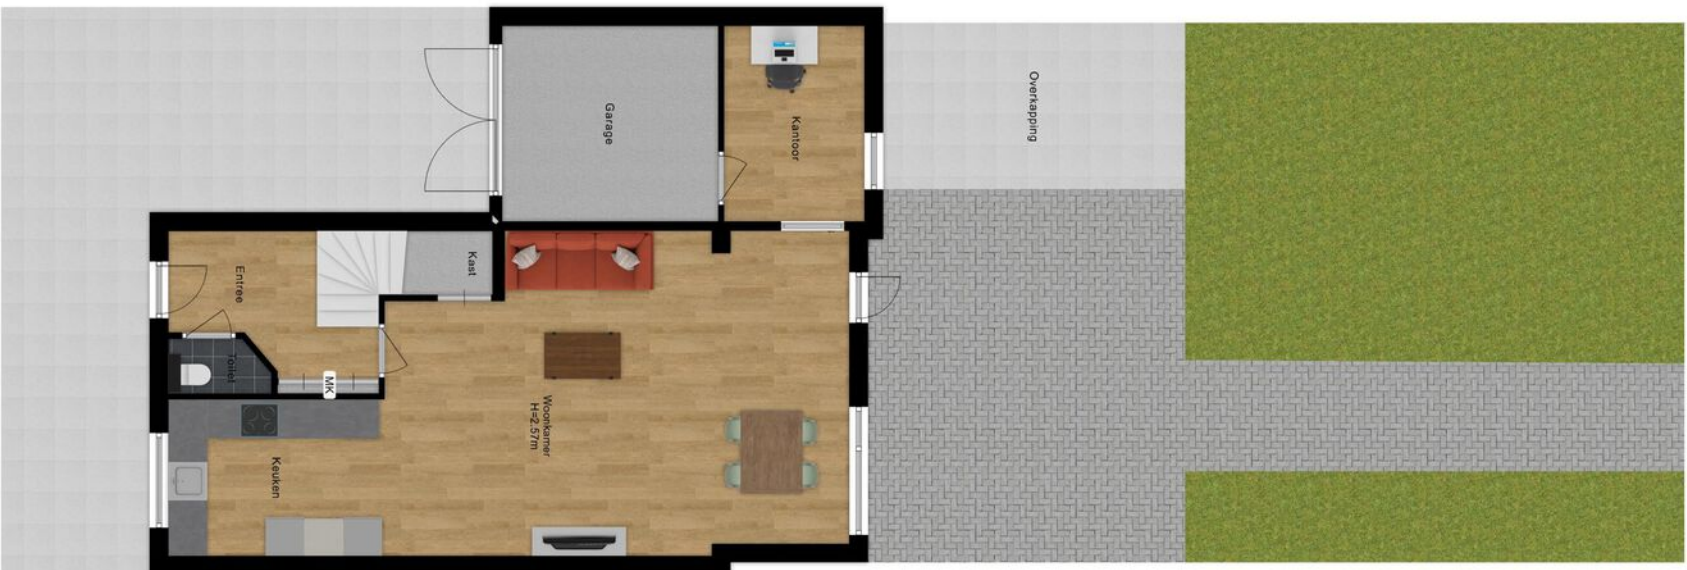 Garage
Kantoor
Overkapping
Entree
Kast
Toilet
MK
Woonkamer
H=2.57m
Keuken